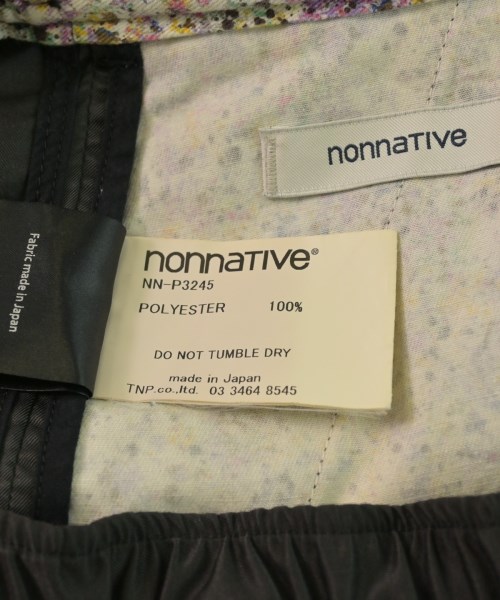 nonnative
nonnative®
NN-P3245
POLYESTER 100%
DO NOT TUMBLE DRY
made in Japan
TNP.co.,ltd. 03 3464 8545
Fabric made in Japan